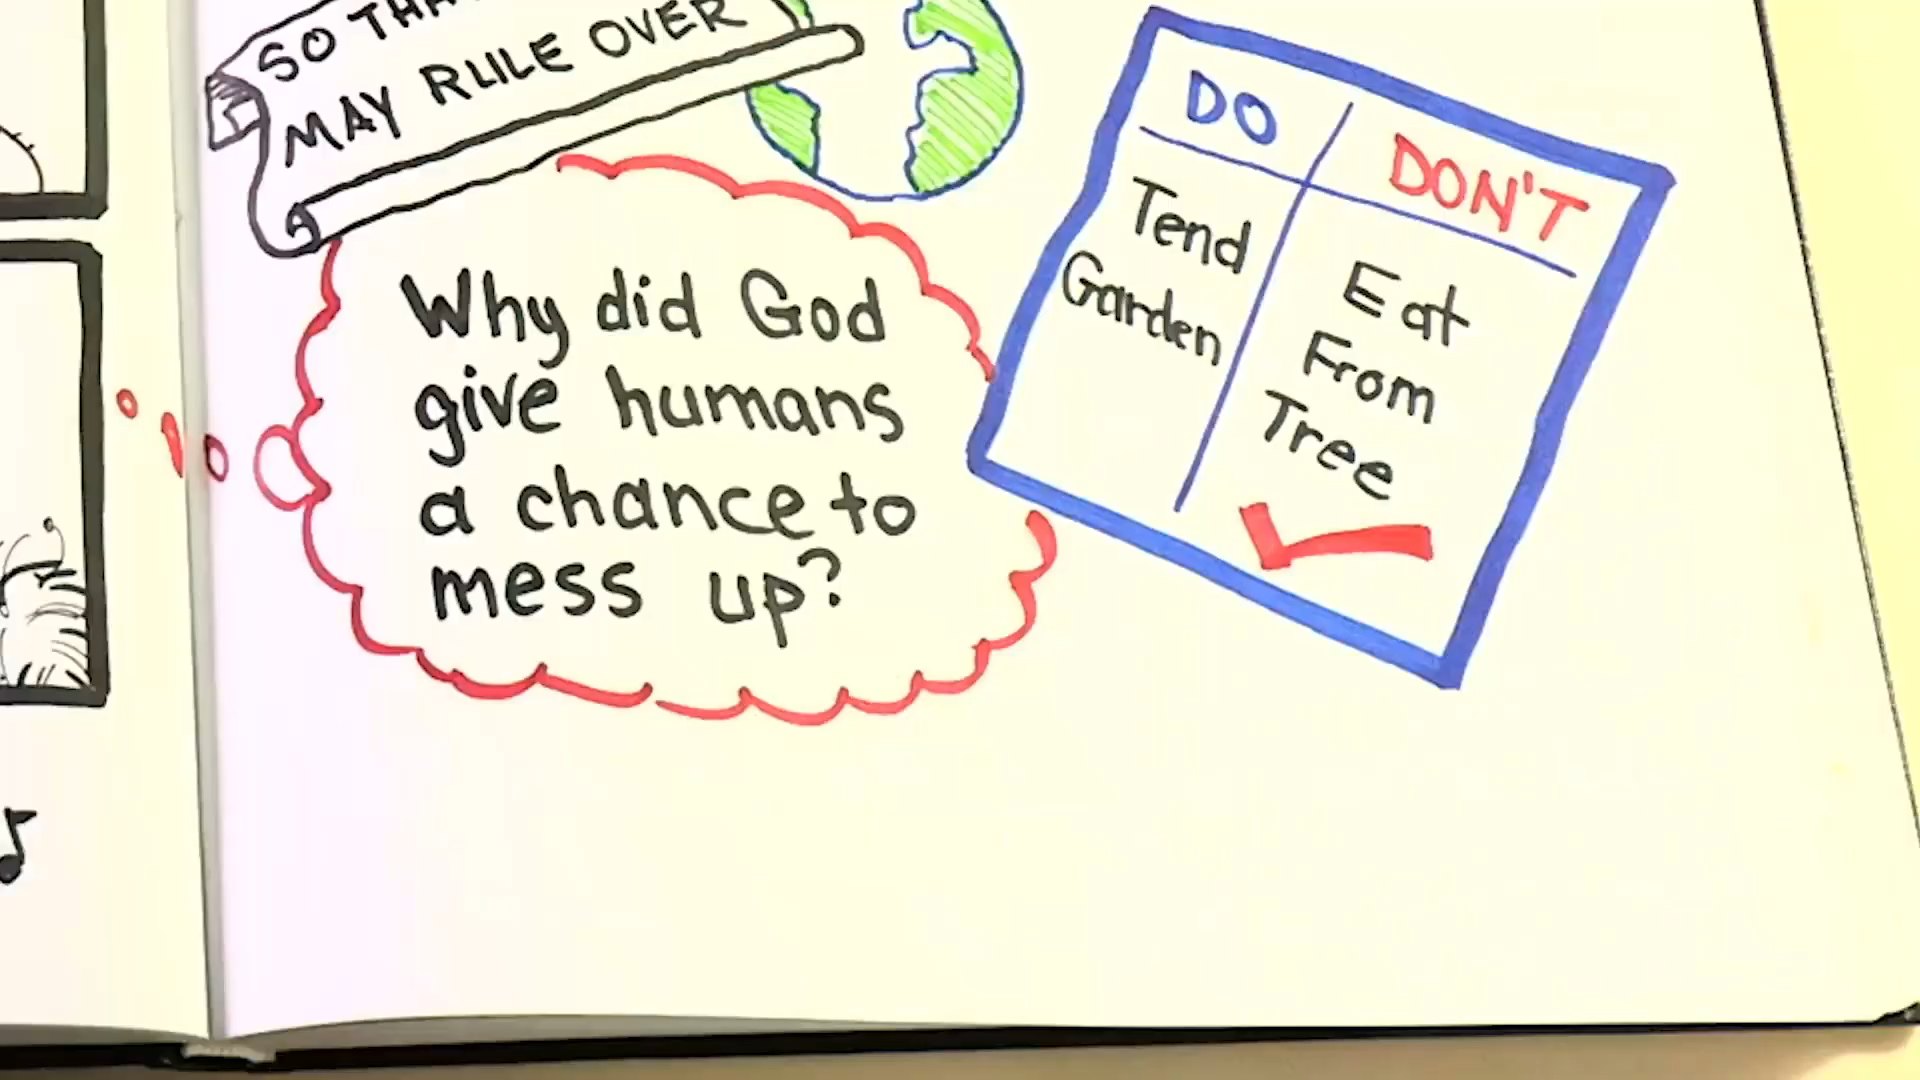 SO THA
MAY RULE OVER
Why did God
give humans
a chance to
mess up?
DO
DON'T
Tend
Garden
Eat
From
Tree